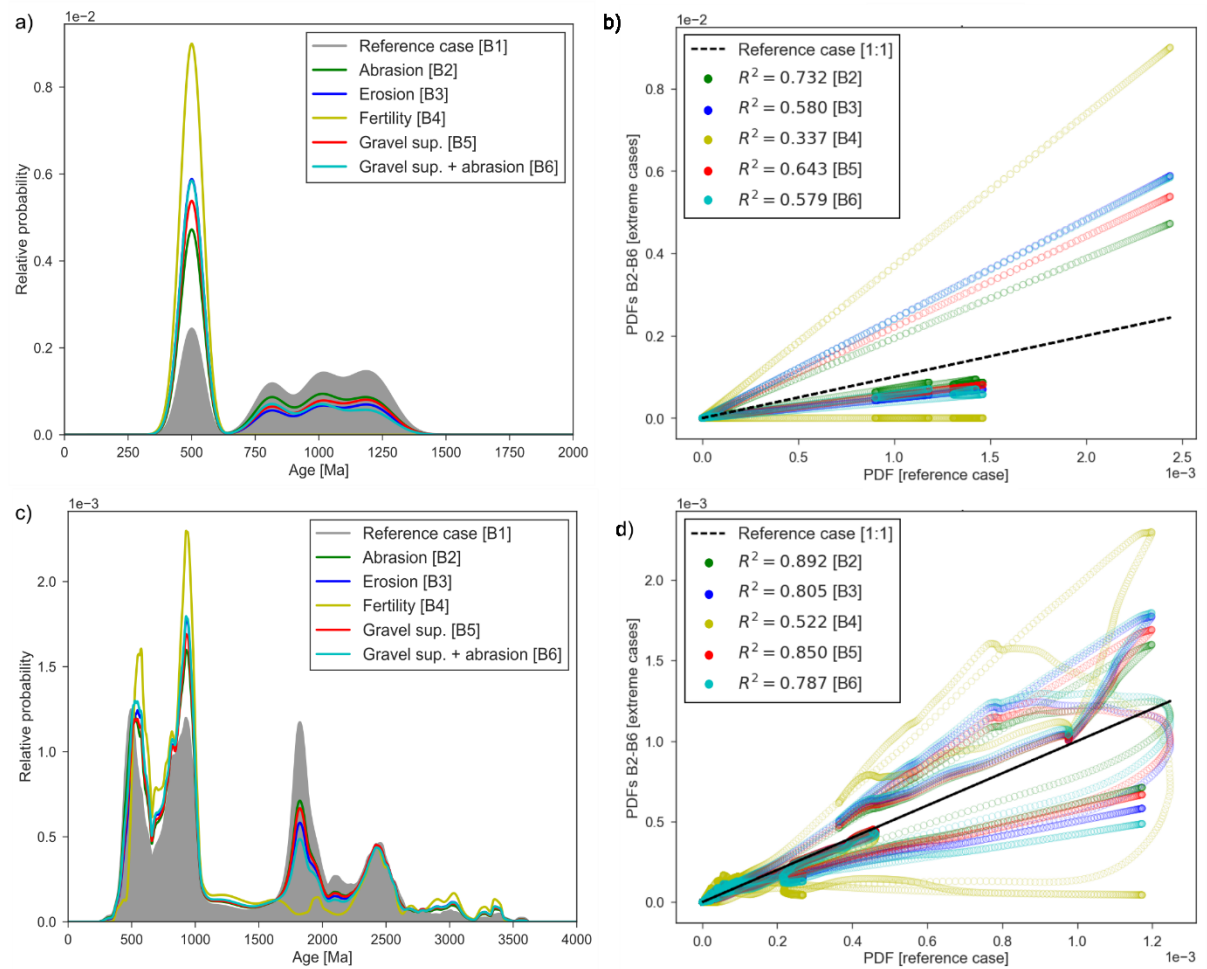 a)
1e−2
Relative probability
0.8
0.6
0.4
0.2
0.0
0 250 500 750 1000 1250 1500 1750 2000
Age [Ma]
Reference case [B1]
Abrasion [B2]
Erosion [B3]
Fertility [B4]
Gravel sup. [B5]
Gravel sup. + abrasion [B6]
b)
1e−2
PDFs B2-B6 [extreme cases]
0.8
0.6
0.4
0.2
0.0
0.0 0.5 1.0 1.5 2.0 2.5
1e−3
PDF [reference case]
Reference case [1:1]
R² = 0.732 [B2]
R² = 0.580 [B3]
R² = 0.337 [B4]
R² = 0.643 [B5]
R² = 0.579 [B6]
c)
1e−3
Relative probability
2.0
1.5
1.0
0.5
0.0
0 500 1000 1500 2000 2500 3000 3500 4000
Age [Ma]
Reference case [B1]
Abrasion [B2]
Erosion [B3]
Fertility [B4]
Gravel sup. [B5]
Gravel sup. + abrasion [B6]
d)
1e−3
PDFs B2-B6 [extreme cases]
2.0
1.5
1.0
0.5
0.0
0.0 0.2 0.4 0.6 0.8 1.0 1.2
1e−3
PDF [reference case]
Reference case [1:1]
R² = 0.892 [B2]
R² = 0.805 [B3]
R² = 0.522 [B4]
R² = 0.850 [B5]
R² = 0.787 [B6]